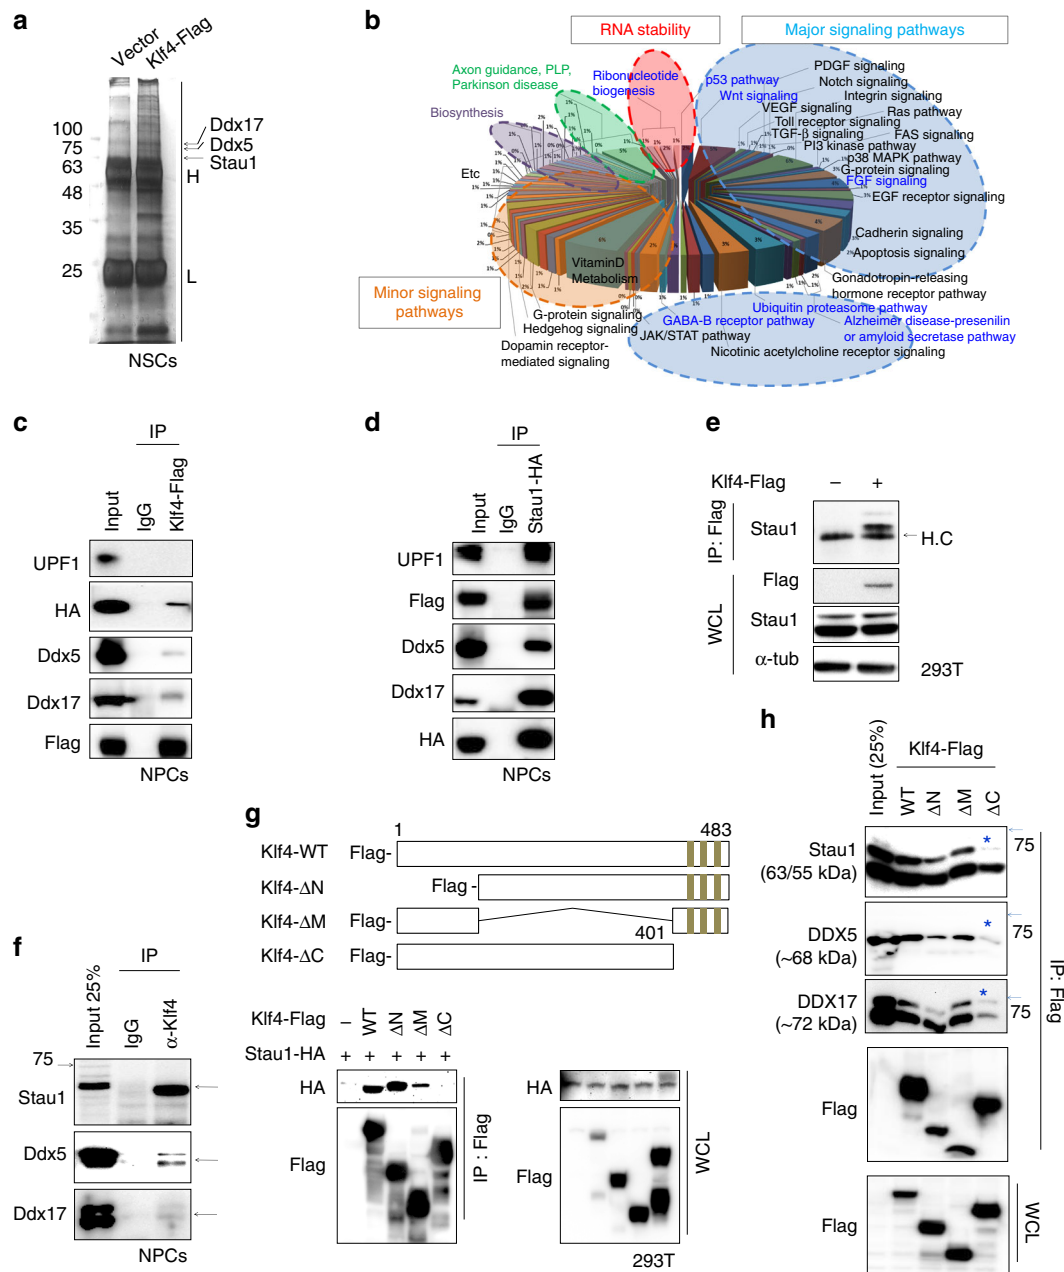 a
Vector
Klf4-Flag
100
75
63
48
35
25
Ddx17
Ddx5
Stau1
H
L
NSCs
b
RNA stability
Major signaling pathways
Axon guidance, PLP,
Parkinson disease
Ribonucleotide
biogenesis
Biosynthesis
Etc
p53 pathway
Wnt signaling
PDGF signaling
Notch signaling
Integrin signaling
VEGF signaling
Ras pathway
Toll receptor signaling
TGF-β signaling
FAS signaling
PI3 kinase pathway
p38 MAPK pathway
G-protein signaling
FGF signaling
EGF receptor signaling
Cadherin signaling
Apoptosis signaling
Gonadotropin-releasing
hormone receptor pathway
VitaminD
Metabolism
Minor signaling
pathways
G-protein signaling
Hedgehog signaling
Dopamin receptor-
mediated signaling
Ubiquitin proteasome pathway
GABA-B receptor pathway
Alzheimer disease-presenilin
or amyloid secretase pathway
JAK/STAT pathway
Nicotinic acetylcholine receptor signaling
c
IP
Input
IgG
Klf4-Flag
UPF1
HA
Ddx5
Ddx17
Flag
NPCs
d
IP
Input
IgG
Stau1-HA
UPF1
Flag
Ddx5
Ddx17
HA
NPCs
e
Klf4-Flag – +
IP: Flag
Stau1
H.C
WCL
Flag
Stau1
α-tub
293T
f
IP
Input 25%
IgG
α-Klf4
75
Stau1
Ddx5
Ddx17
NPCs
g
1 483
Klf4-WT Flag-
Klf4-ΔN Flag -
Klf4-ΔM Flag-
401
Klf4-ΔC Flag-
Klf4-Flag – WT ΔN ΔM ΔC
Stau1-HA + + + + +
HA
Flag
IP : Flag
HA
Flag
WCL
293T
h
Klf4-Flag
Input (25%)
WT ΔN ΔM ΔC
Stau1
(63/55 kDa)
*
75
DDX5
(~68 kDa)
*
75
DDX17
(~72 kDa)
*
75
Flag
IP: Flag
Flag
WCL